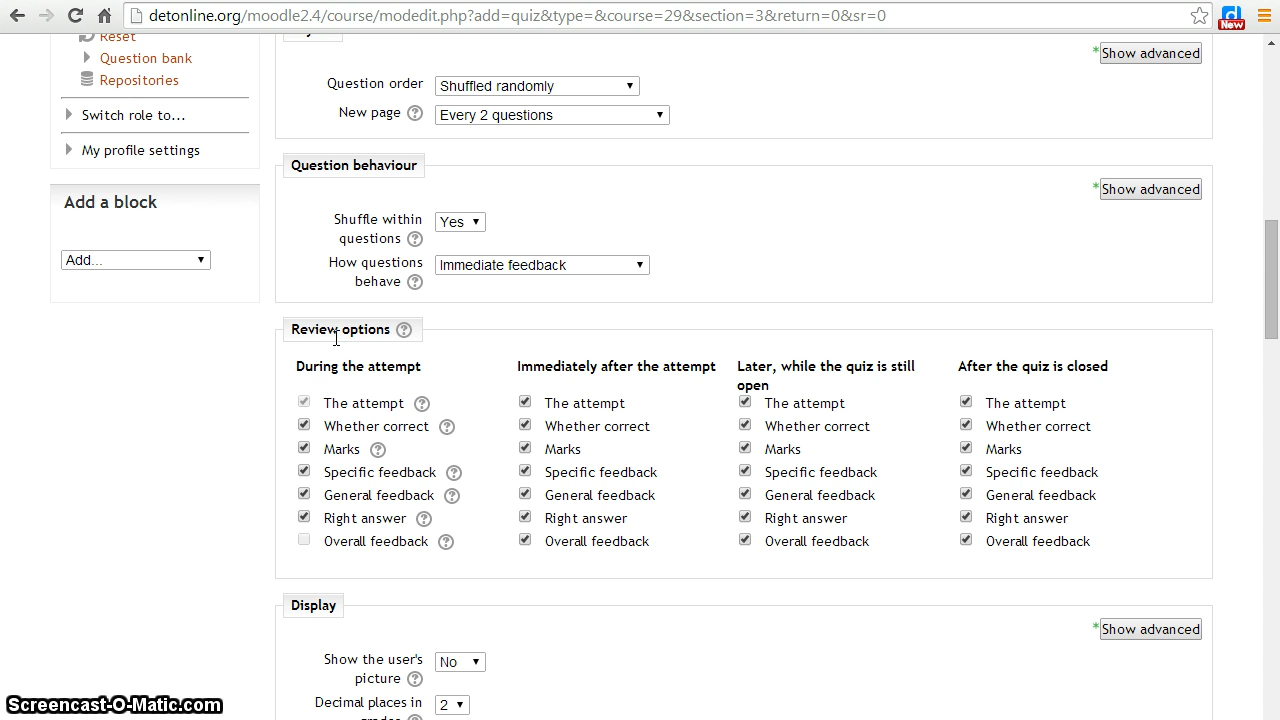 detonline.org/moodle2.4/course/modedit.php?add=quiz&type=&course=29&section=3&return=0&sr=0
New
Reset
Question bank
Repositories
Switch role to...
My profile settings
Add a block
Add...
*Show advanced
Question order
Shuffled randomly
New page
Every 2 questions
Question behaviour
*Show advanced
Shuffle within
questions
Yes
How questions
behave
Immediate feedback
Review options
During the attempt
The attempt
Whether correct
Marks
Specific feedback
General feedback
Right answer
Overall feedback
Immediately after the attempt
The attempt
Whether correct
Marks
Specific feedback
General feedback
Right answer
Overall feedback
Later, while the quiz is still
open
The attempt
Whether correct
Marks
Specific feedback
General feedback
Right answer
Overall feedback
After the quiz is closed
The attempt
Whether correct
Marks
Specific feedback
General feedback
Right answer
Overall feedback
Display
*Show advanced
Show the user's
picture
No
Decimal places in
grades
2
Screencast-O-Matic.com